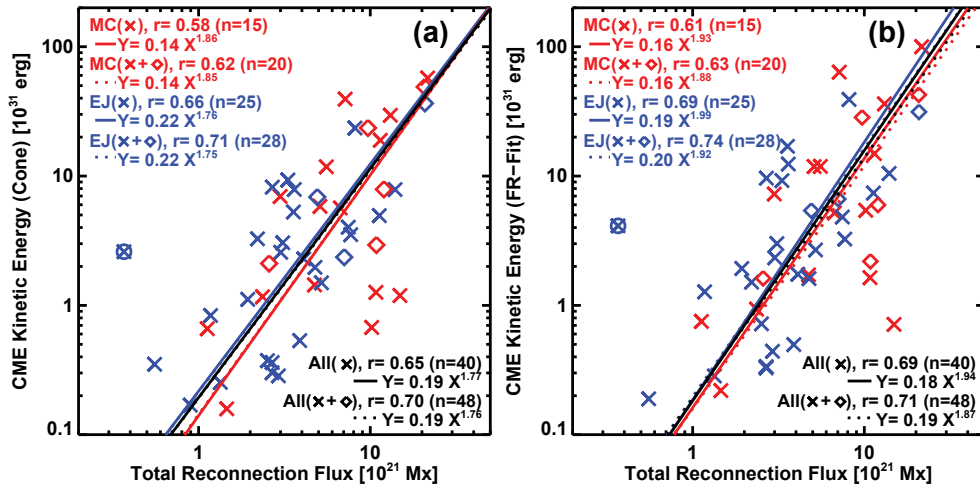 (a)
MC(×), r= 0.58 (n=15)
Y= 0.14 X^1.86
MC(×+◇), r= 0.62 (n=20)
Y= 0.14 X^1.85
EJ(×), r= 0.66 (n=25)
Y= 0.22 X^1.76
EJ(×+◇), r= 0.71 (n=28)
Y= 0.22 X^1.75
All(×), r= 0.65 (n=40)
Y= 0.19 X^1.77
All(×+◇), r= 0.70 (n=48)
Y= 0.19 X^1.76
CME Kinetic Energy (Cone) [10^31 erg]
100
10
1
0.1
1
10
Total Reconnection Flux [10^21 Mx]
(b)
MC(×), r= 0.61 (n=15)
Y= 0.16 X^1.93
MC(×+◇), r= 0.63 (n=20)
Y= 0.16 X^1.88
EJ(×), r= 0.69 (n=25)
Y= 0.19 X^1.99
EJ(×+◇), r= 0.74 (n=28)
Y= 0.20 X^1.92
All(×), r= 0.69 (n=40)
Y= 0.18 X^1.94
All(×+◇), r= 0.71 (n=48)
Y= 0.19 X^1.87
CME Kinetic Energy (FR-Fit) [10^31 erg]
100
10
1
0.1
1
10
Total Reconnection Flux [10^21 Mx]